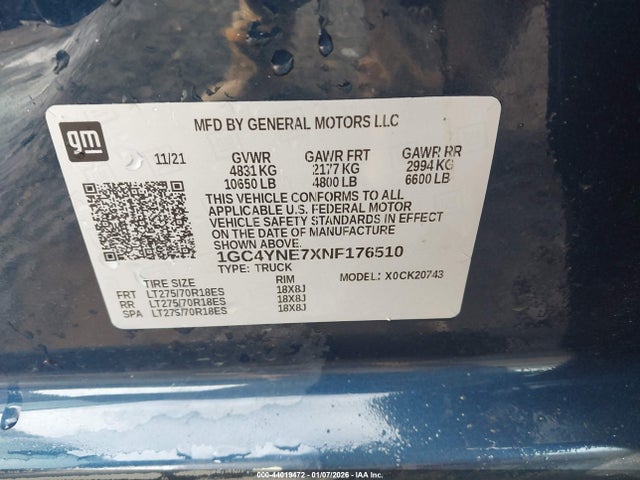 gm
MFD BY GENERAL MOTORS LLC
11/21 GVWR GAWR FRT GAWR RR
4831 KG 2177 KG 2994 KG
10650 LB 4800 LB 6600 LB
THIS VEHICLE CONFORMS TO ALL
APPLICABLE U.S. FEDERAL MOTOR
VEHICLE SAFETY STANDARDS IN EFFECT
ON THE DATE OF MANUFACTURE
SHOWN ABOVE.
1GC4YNE7XNF176510
TYPE: TRUCK
MODEL: X0CK20743
TIRE SIZE RIM
FRT LT275/70R18ES 18X8J
RR LT275/70R18ES 18X8J
SPA LT275/70R18ES 18X8J
000-44019472 - 01/07/2026 - IAA Inc.